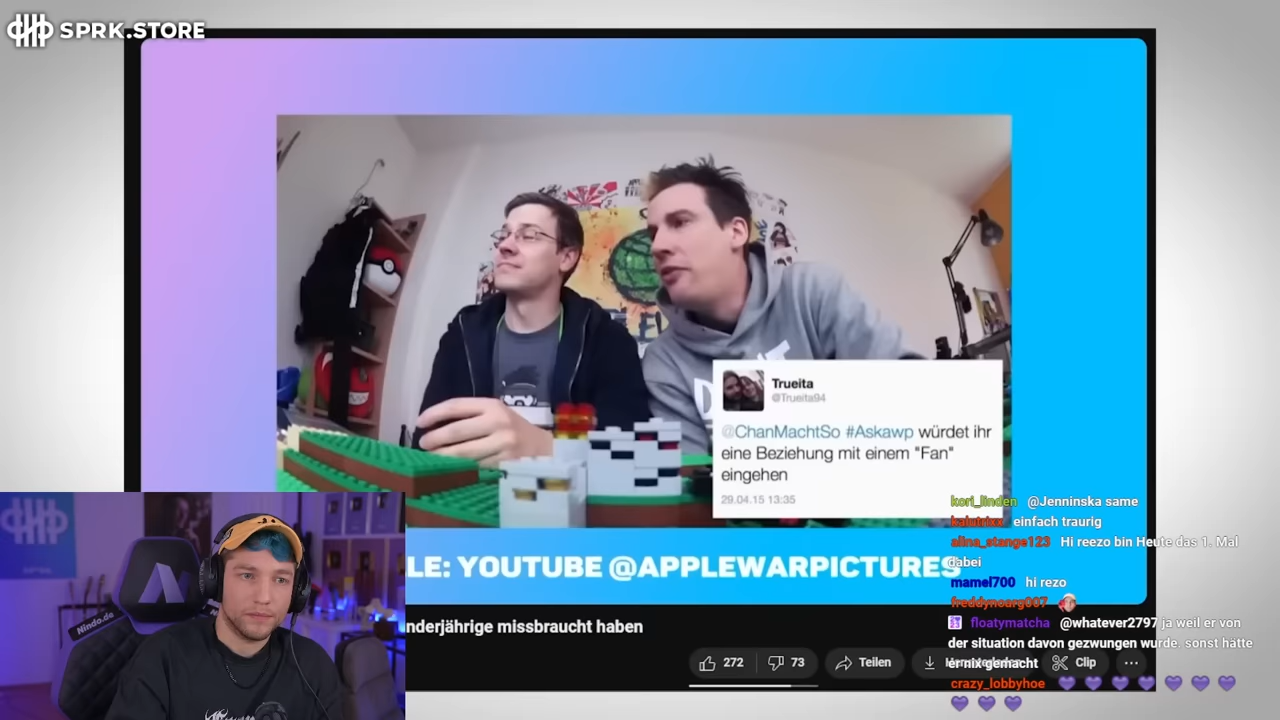 SPRK.STORE
Trueita
@Trueita94
@ChanMachtSo #Askawp würdet ihr
eine Beziehung mit einem "Fan"
eingehen
29.04.15 13:35
LE: YOUTUBE @APPLEWARPICTURES
nderjährige missbraucht haben
272
73
Teilen
Clip
Nindo.de
kori_linden @Jenninska same
einfach traurig
alina_stange123 Hi reezo bin Heute das 1. Mal
dabei
mamel700 hi rezo
floatymatcha @whatever2797 ja weil er von
der situation davon gezwungen wurde. sonst hätte
er nix gemacht
crazy_lobbyhoe